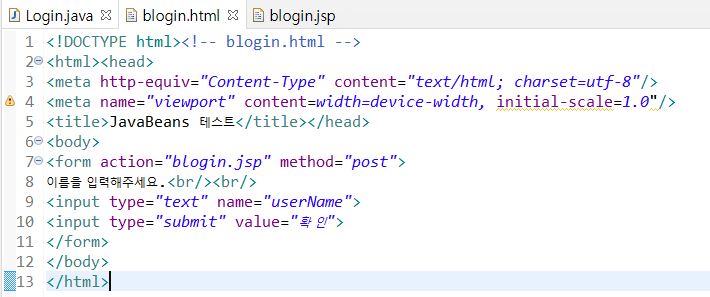 Login.java blogin.html blogin.jsp
1 <!DOCTYPE html><!-- blogin.html -->
2 <html><head>
3 <meta http-equiv="Content-Type" content="text/html; charset=utf-8"/>
4 <meta name="viewport" content=width=device-width, initial-scale=1.0"/>
5 <title>JavaBeans 테스트</title></head>
6 <body>
7 <form action="blogin.jsp" method="post">
8 이름을 입력해주세요.<br/><br/>
9 <input type="text" name="userName">
10 <input type="submit" value="확인">
11 </form>
12 </body>
13 </html>